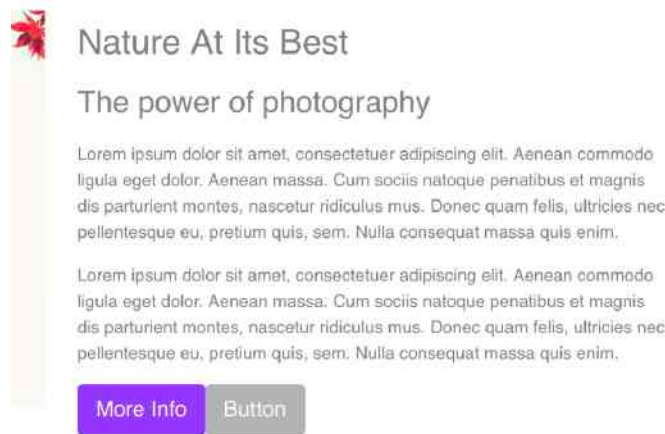 Nature At Its Best
The power of photography
Lorem ipsum dolor sit amet, consectetuer adipiscing elit. Aenean commodo
ligula eget dolor. Aenean massa. Cum sociis natoque penatibus et magnis
dis parturient montes, nascetur ridiculus mus. Donec quam felis, ultricies nec
pellentesque eu, pretium quis, sem. Nulla consequat massa quis enim.
Lorem ipsum dolor sit amet, consectetuer adipiscing elit. Aenean commodo
ligula eget dolor. Aenean massa. Cum sociis natoque penatibus et magnis
dis parturient montes, nascetur ridiculus mus. Donec quam felis, ultricies nec
pellentesque eu, pretium quis, sem. Nulla consequat massa quis enim.
More Info Button